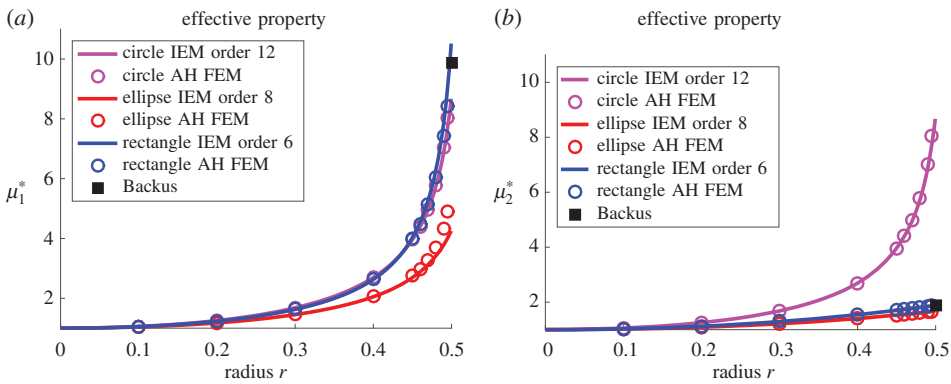 (a) effective property
10
circle IEM order 12
circle AH FEM
8
ellipse IEM order 8
ellipse AH FEM
rectangle IEM order 6
6
rectangle AH FEM
Backus
μ₁*
4
2
0 0.1 0.2 0.3 0.4 0.5
radius r
(b) effective property
10
circle IEM order 12
circle AH FEM
8
ellipse IEM order 8
ellipse AH FEM
rectangle IEM order 6
6
rectangle AH FEM
Backus
μ₂*
4
2
0 0.1 0.2 0.3 0.4 0.5
radius r